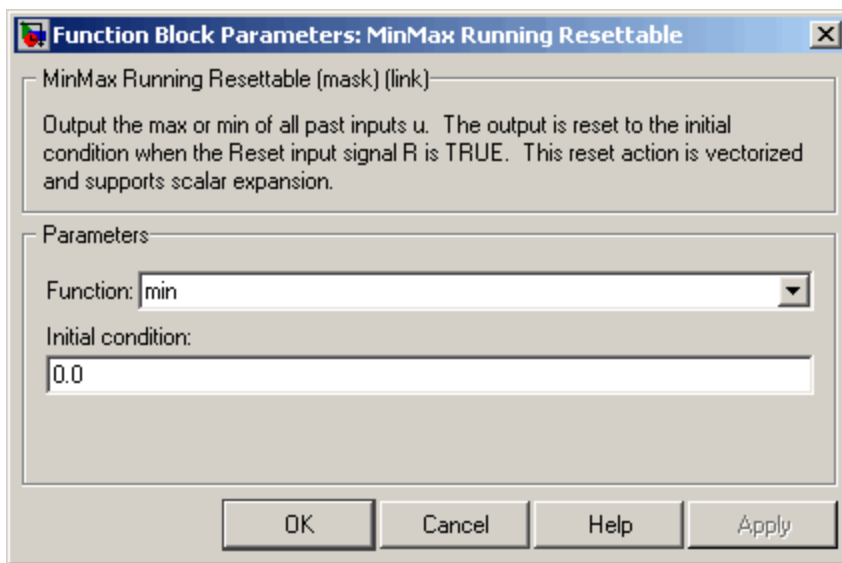 Function Block Parameters: MinMax Running Resettable
MinMax Running Resettable (mask) (link)
Output the max or min of all past inputs u.  The output is reset to the initial
condition when the Reset input signal R is TRUE.  This reset action is vectorized
and supports scalar expansion.
Parameters
Function: min
Initial condition:
0.0
OK Cancel Help Apply